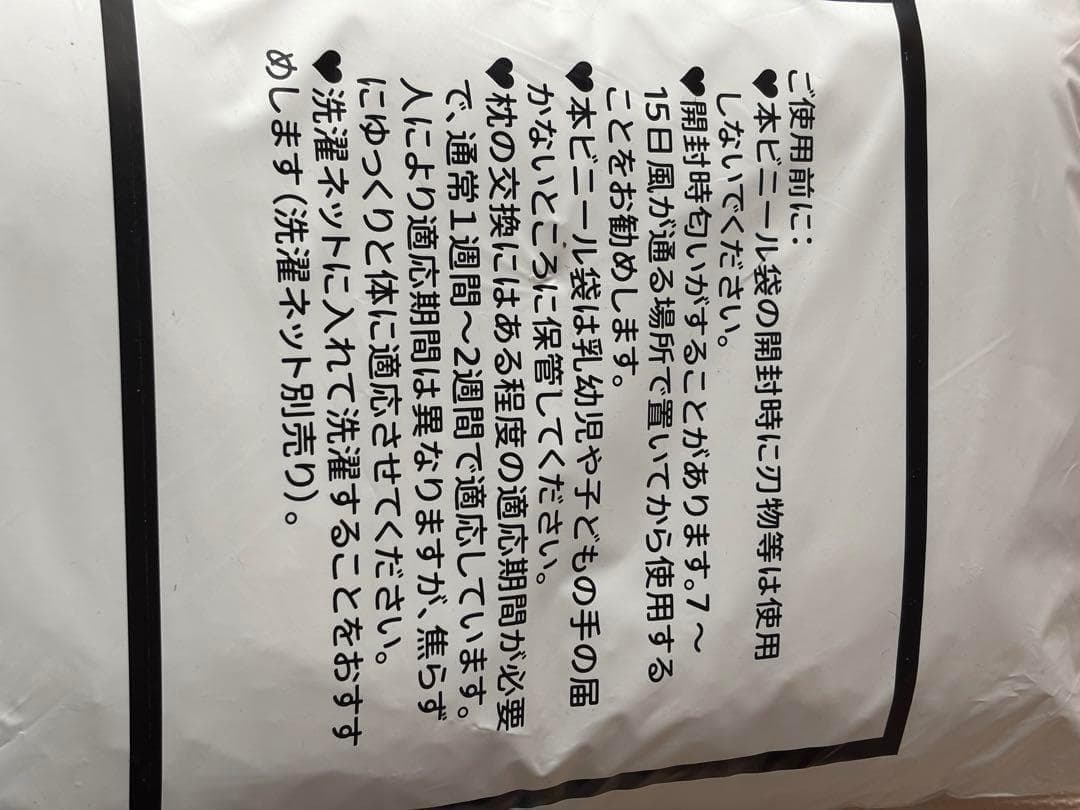 ご使用前に：
♥本ビニール袋の開封時に刃物等は使用
しないでください。
♥開封時匂いがすることがあります。7～
15日風が通る場所で置いてから使用する
ことをお勧めします。
♥本ビニール袋は乳幼児や子どもの手の届
かないところに保管してください。
♥枕の交換にはある程度の適応期間が必要
で、通常1週間～2週間で適応しています。
人により適応期間は異なりますが、焦らず
にゆっくりと体に適応させてください。
♥洗濯ネットに入れて洗濯することをおすす
めします（洗濯ネット別売り）。